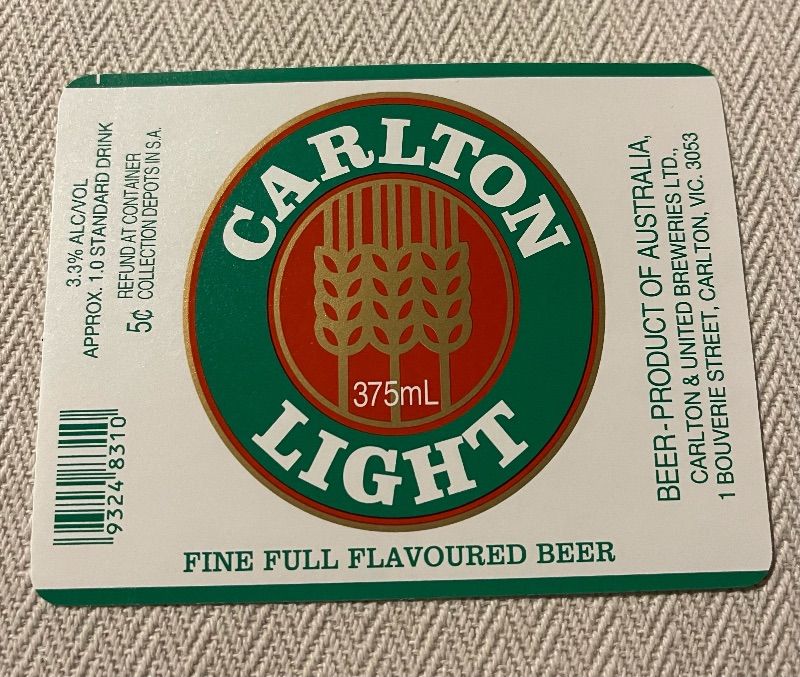 3.3% ALC/VOL
APPROX. 1.0 STANDARD DRINK
REFUND AT CONTAINER
5¢ COLLECTION DEPOTS IN S.A.
9324 8310
CARLTON
375mL
LIGHT
FINE FULL FLAVOURED BEER
BEER - PRODUCT OF AUSTRALIA,
CARLTON & UNITED BREWERIES LTD.,
1 BOUVERIE STREET, CARLTON, VIC. 3053